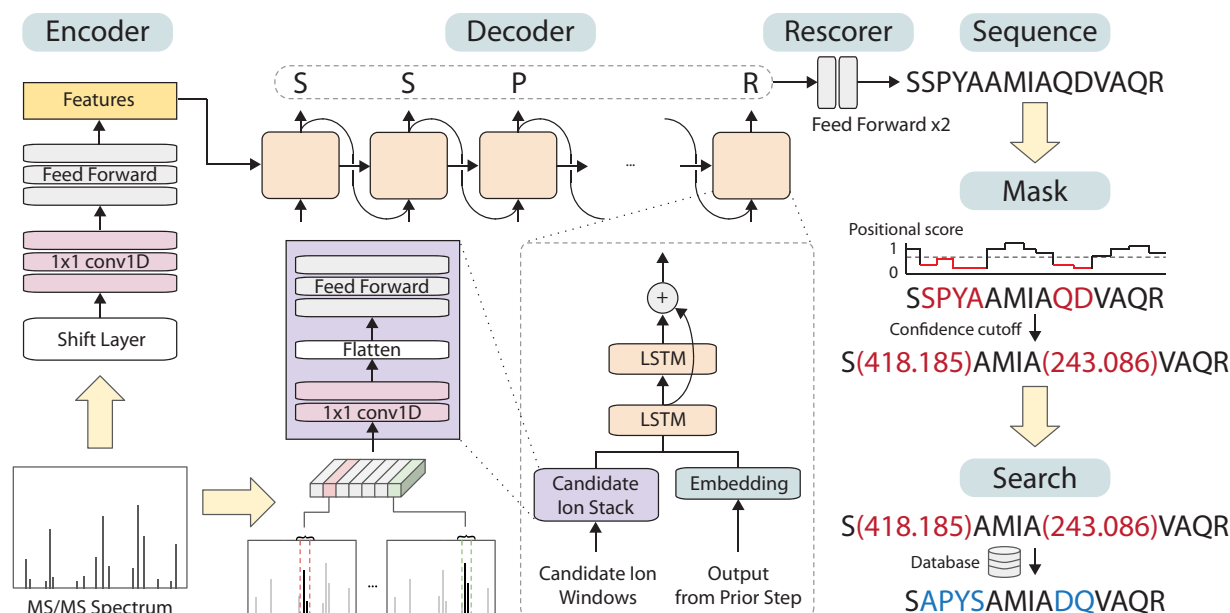 Encoder
Decoder
Rescorer
Sequence
S S P R
Features
SSPYAAMIAQDVAQR
Feed Forward x2
Feed Forward
...
Mask
Positional score
1
0
1x1 conv1D
SSPYAAMIAQDVAQR
Confidence cutoff
Feed Forward
+
Shift Layer
Flatten
LSTM
S(418.185)AMIA(243.086)VAQR
1x1 conv1D
LSTM
Search
Candidate
Ion Stack
Embedding
S(418.185)AMIA(243.086)VAQR
Database
...
Candidate Ion
Windows
Output
from Prior Step
MS/MS Spectrum
SAPYSAMIADQVAQR